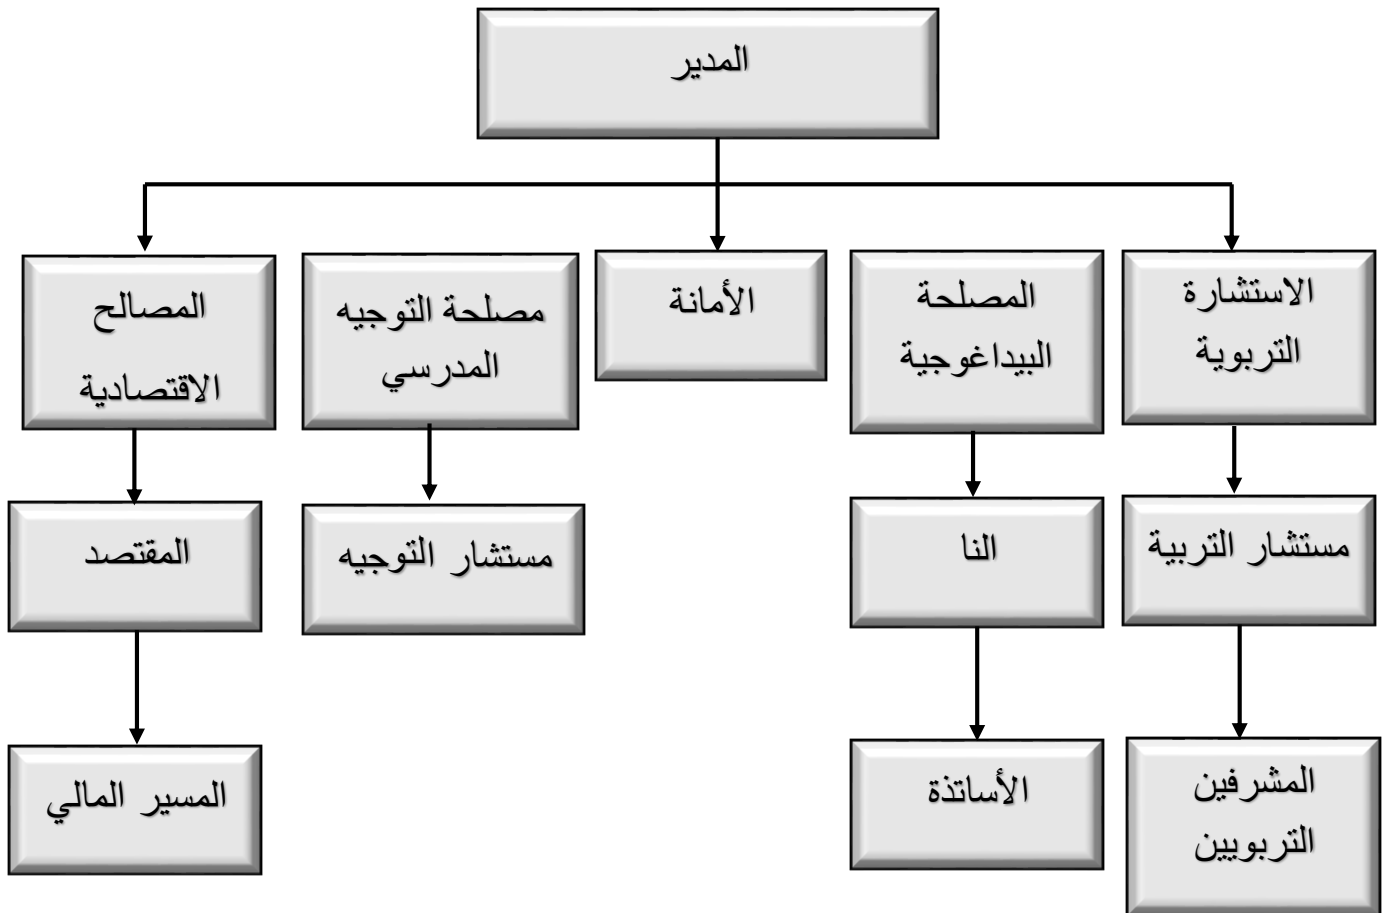 المدير
الاستشارة
التربوية
المصلحة
البيداغوجية
الأمانة
مصلحة التوجيه
المدرسي
المصالح
الاقتصادية
مستشار التربية
النا
مستشار التوجيه
المقتصد
المشرفين
التربويين
الأساتذة
المسير المالي